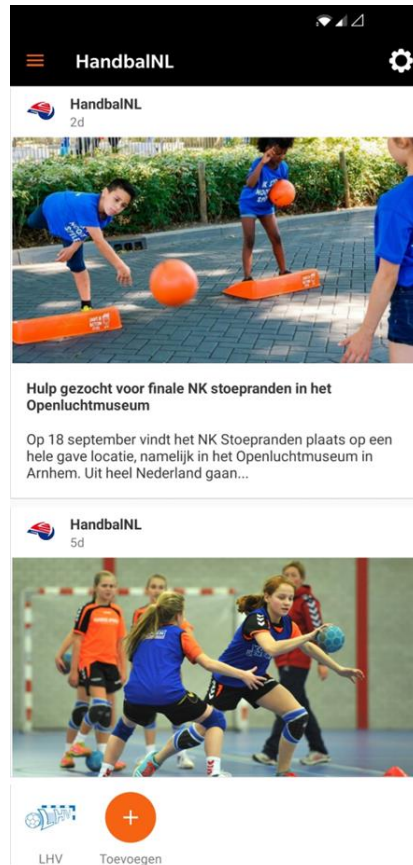 HandbalNL
HandbalNL
2d
Hulp gezocht voor finale NK stoepranden in het
Openluchtmuseum
Op 18 september vindt het NK Stoepranden plaats op een
hele gave locatie, namelijk in het Openluchtmuseum in
Arnhem. Uit heel Nederland gaan...
HandbalNL
5d
LHV
LHV
Toevoegen